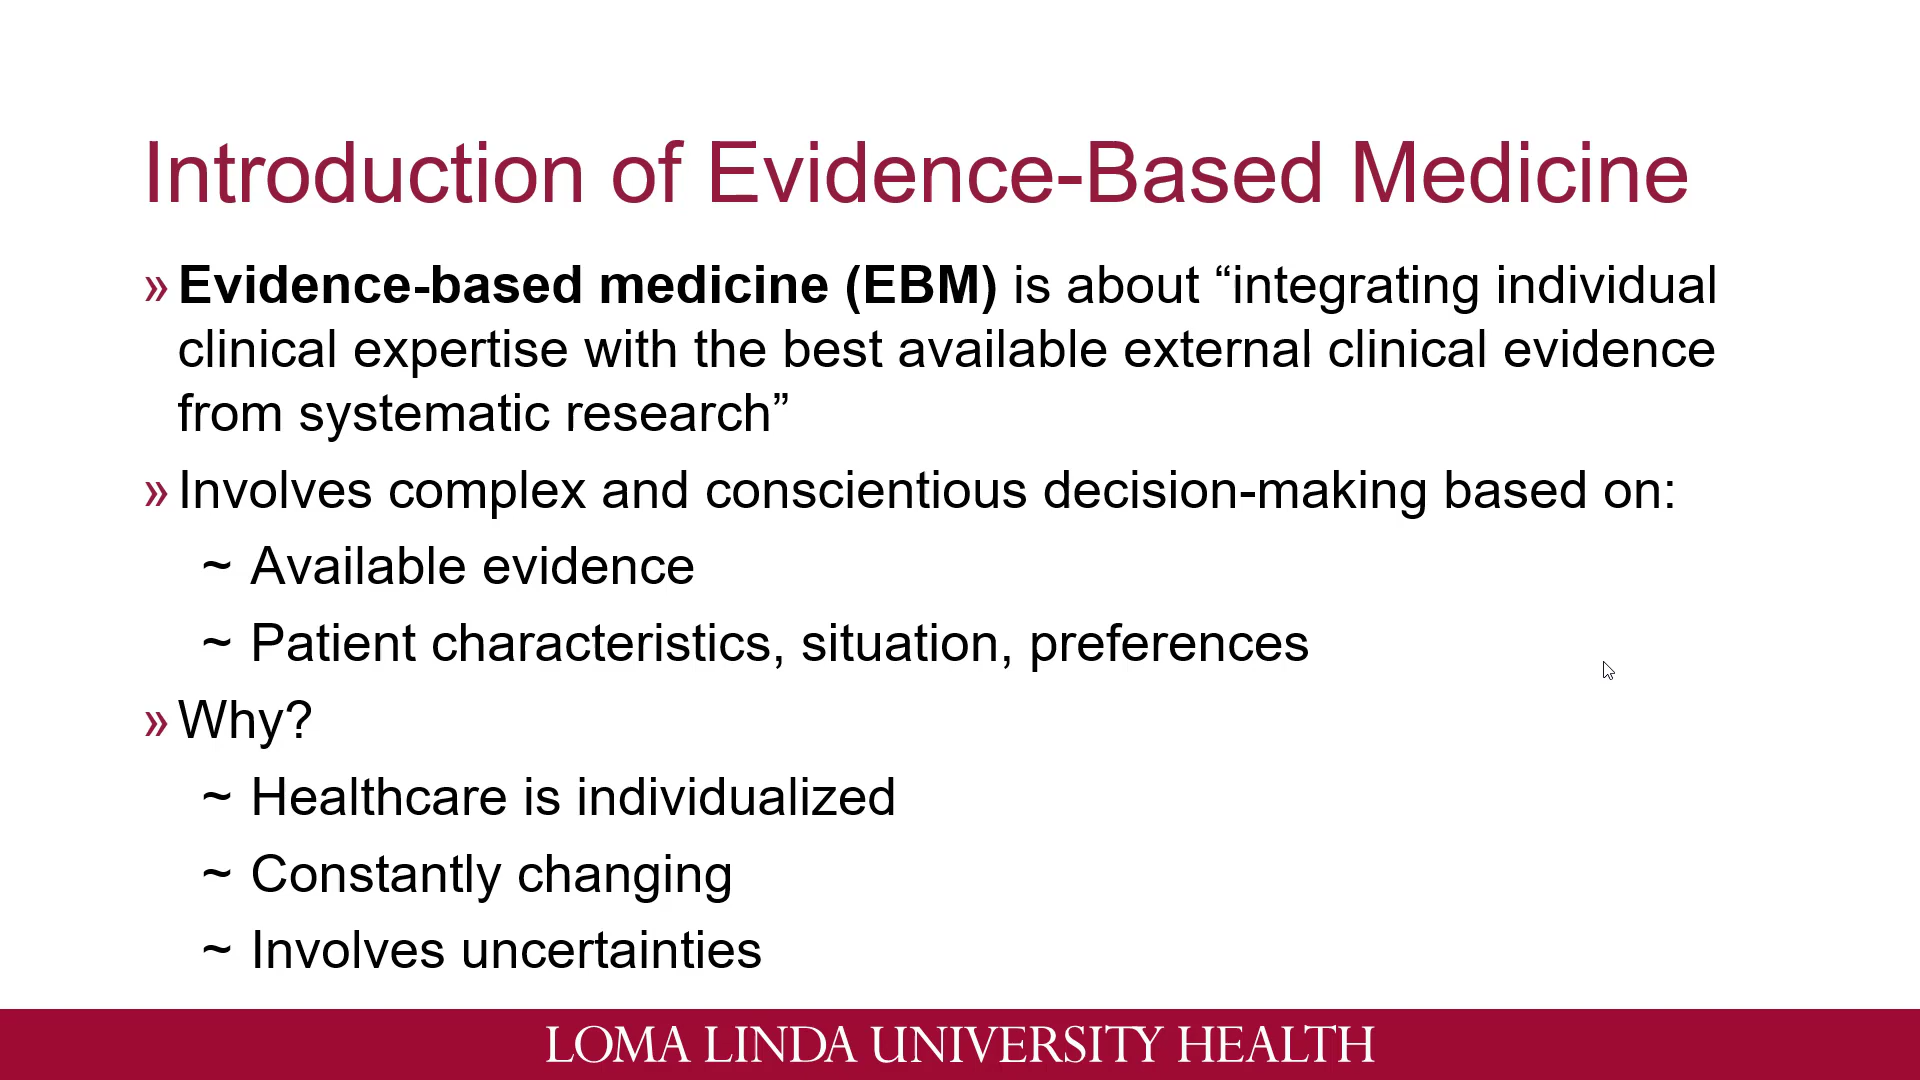 Introduction of Evidence-Based Medicine
» Evidence-based medicine (EBM) is about “integrating individual
clinical expertise with the best available external clinical evidence
from systematic research”
» Involves complex and conscientious decision-making based on:
~ Available evidence
~ Patient characteristics, situation, preferences
» Why?
~ Healthcare is individualized
~ Constantly changing
~ Involves uncertainties
LOMA LINDA UNIVERSITY HEALTH